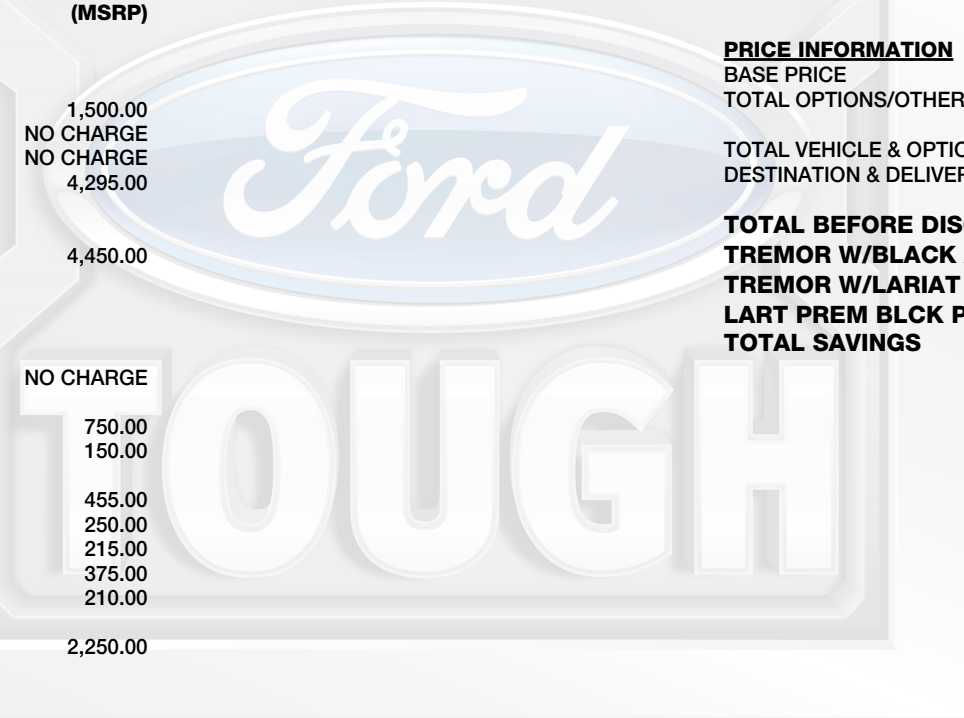 (MSRP)
1,500.00
NO CHARGE
NO CHARGE
4,295.00
4,450.00
NO CHARGE
750.00
150.00
455.00
250.00
215.00
375.00
210.00
2,250.00
PRICE INFORMATION
BASE PRICE
TOTAL OPTIONS/OTHER
TOTAL VEHICLE & OPTIO
DESTINATION & DELIVER
TOTAL BEFORE DIS
TREMOR W/BLACK
TREMOR W/LARIAT
LART PREM BLCK P
TOTAL SAVINGS
Ford
TOUGH